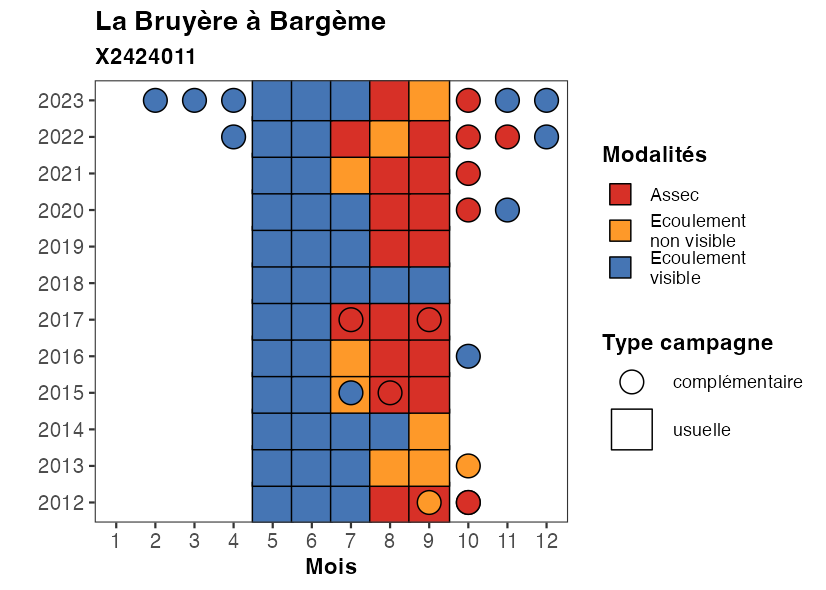 La Bruyère à Bargème
X2424011
2023
2022
2021
2020
2019
2018
2017
2016
2015
2014
2013
2012
1 2 3 4 5 6 7 8 9 10 11 12
Mois
Modalités
Assec
Ecoulement
non visible
Ecoulement
visible
Type campagne
complémentaire
usuelle